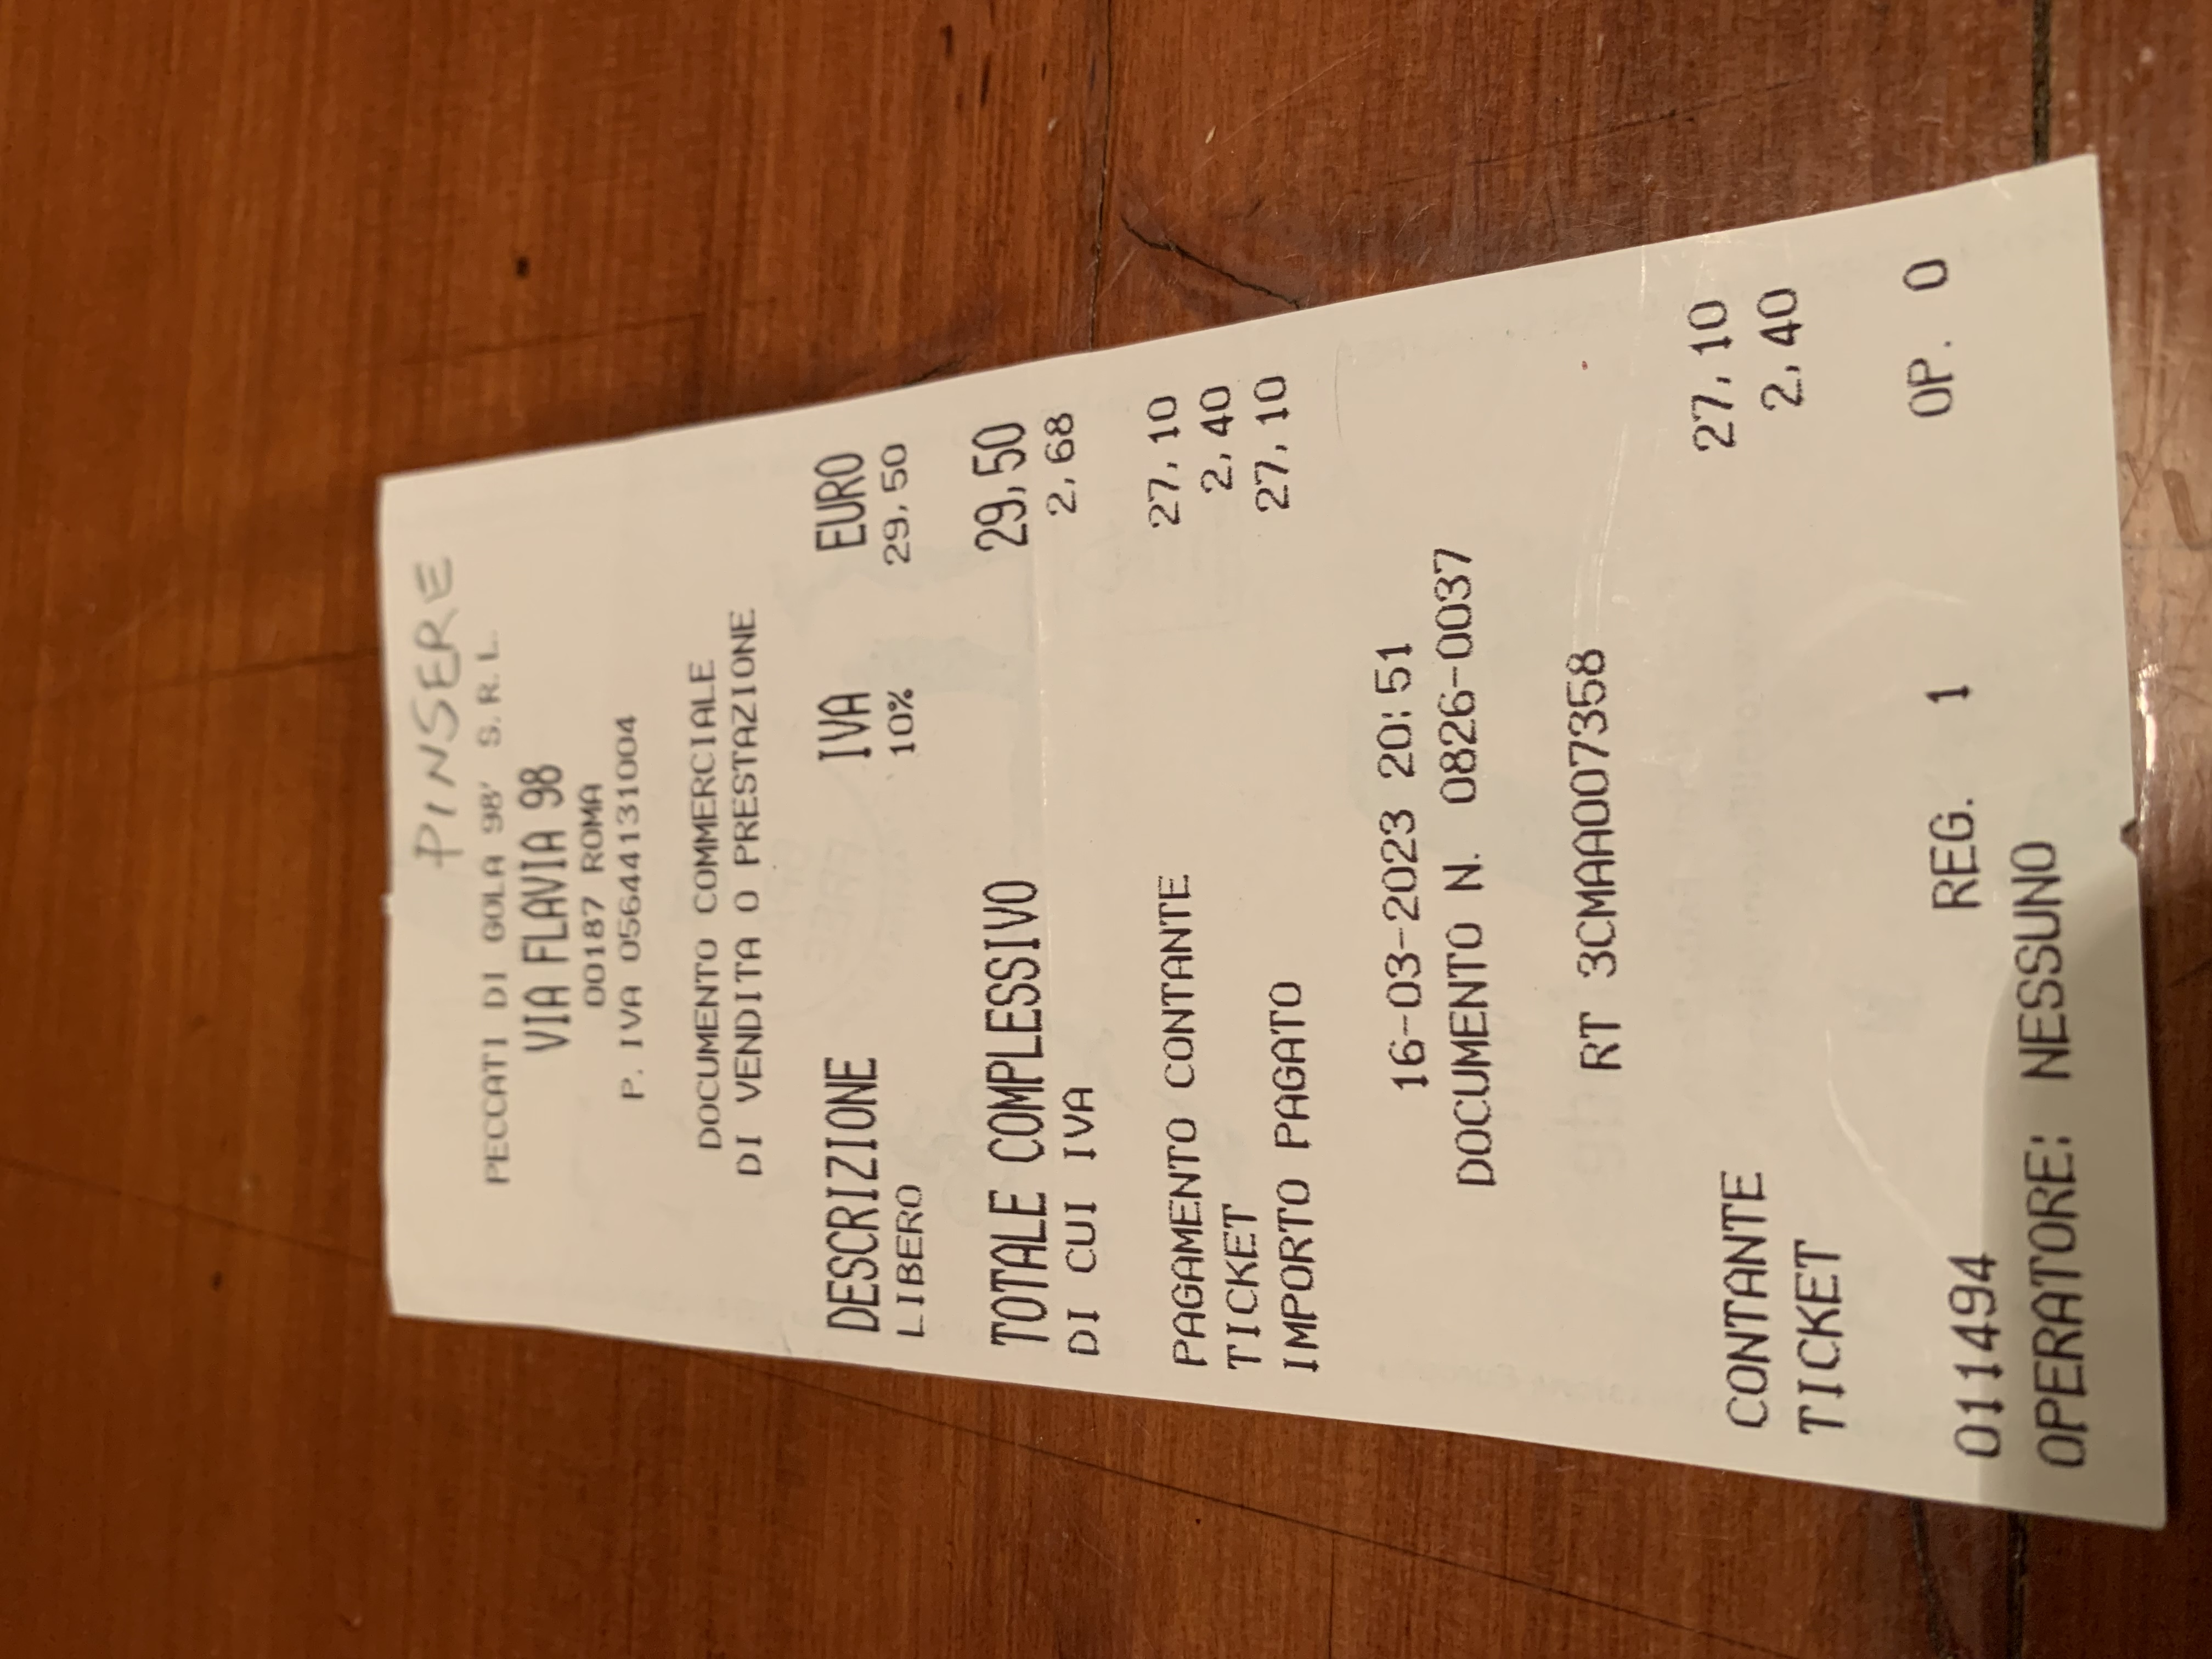 PINSERE
PECCATI DI GOLA 98' S.R.L.
VIA FLAVIA 98
00187 ROMA
P. IVA 05644131004
DOCUMENTO COMMERCIALE
DI VENDITA O PRESTAZIONE
DESCRIZIONE IVA EURO
LIBERO 10% 29,50
TOTALE COMPLESSIVO 29,50
DI CUI IVA 2,68
PAGAMENTO CONTANTE 27,10
TICKET 2,40
IMPORTO PAGATO 27,10
16-03-2023 20:51
DOCUMENTO N. 0826-0037
RT 3CMAA007358
CONTANTE 27,10
TICKET 2,40
011494 REG. 1 OP. 0
OPERATORE: NESSUNO